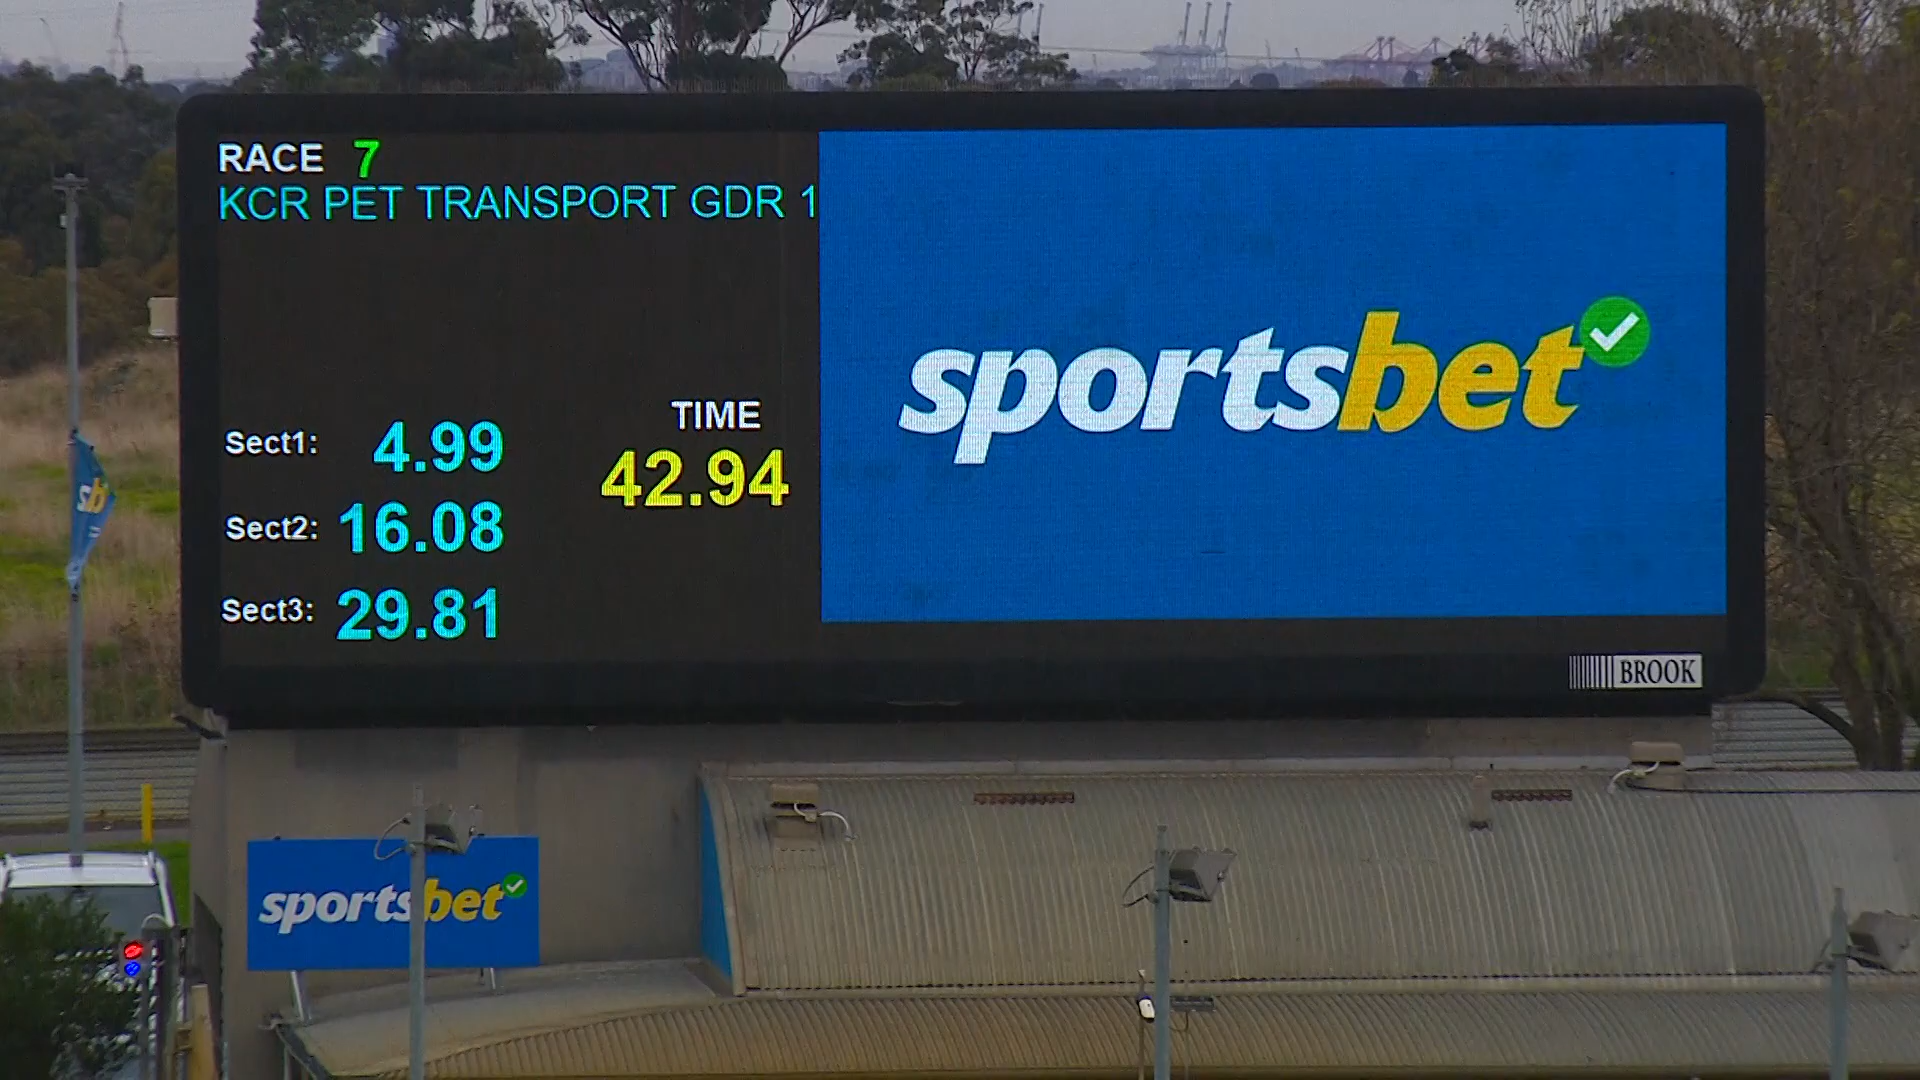 RACE 7
KCR PET TRANSPORT GDR 1
TIME
Sect1: 4.99
42.94
Sect2: 16.08
Sect3: 29.81
sportsbet
BROOK
sb
sportsbet